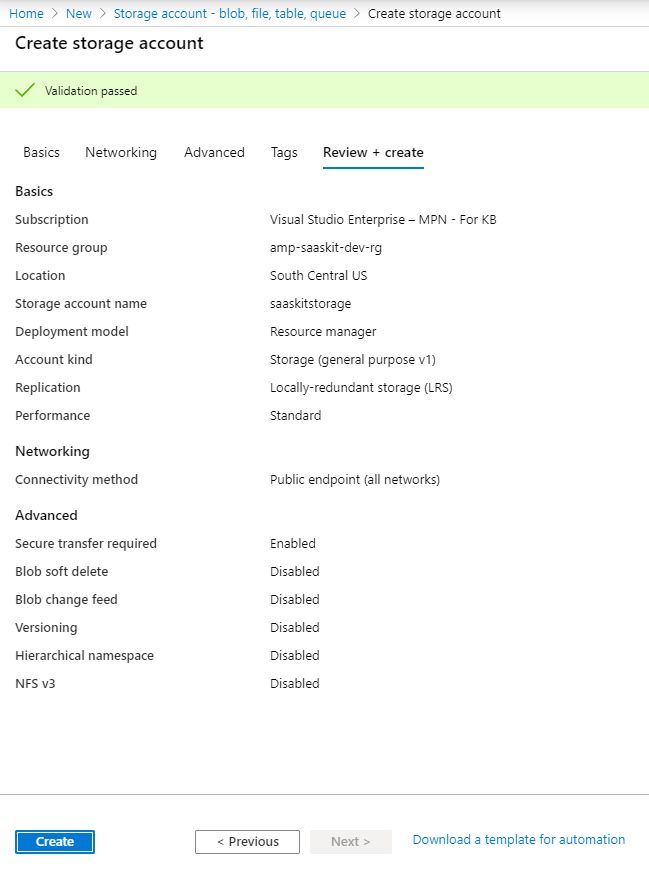 Home > New > Storage account - blob, file, table, queue > Create storage account
Create storage account
Validation passed
Basics Networking Advanced Tags Review + create
Basics
Subscription Visual Studio Enterprise – MPN - For KB
Resource group amp-saaskit-dev-rg
Location South Central US
Storage account name saaskitstorage
Deployment model Resource manager
Account kind Storage (general purpose v1)
Replication Locally-redundant storage (LRS)
Performance Standard
Networking
Connectivity method Public endpoint (all networks)
Advanced
Secure transfer required Enabled
Blob soft delete Disabled
Blob change feed Disabled
Versioning Disabled
Hierarchical namespace Disabled
NFS v3 Disabled
Create < Previous Next > Download a template for automation